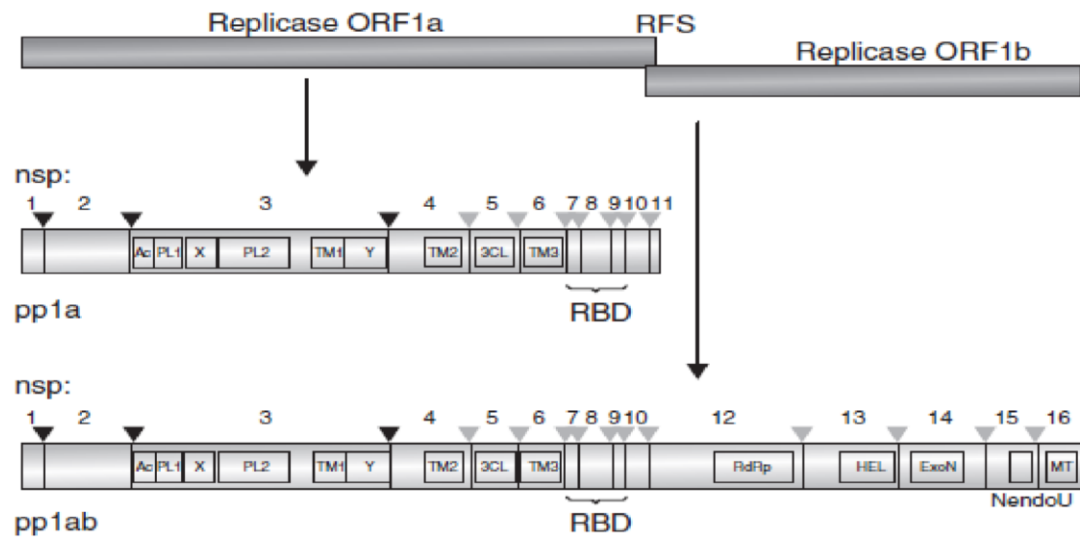 Replicase ORF1a RFS
Replicase ORF1b
nsp:
1 2 3 4 5 6 7 8 9 10 11
Ac PL1 X PL2 TM1 Y TM2 3CL TM3
pp1a RBD
nsp:
1 2 3 4 5 6 7 8 9 10 12 13 14 15 16
Ac PL1 X PL2 TM1 Y TM2 3CL TM3 RdRp HEL ExoN MT
NendoU
pp1ab RBD